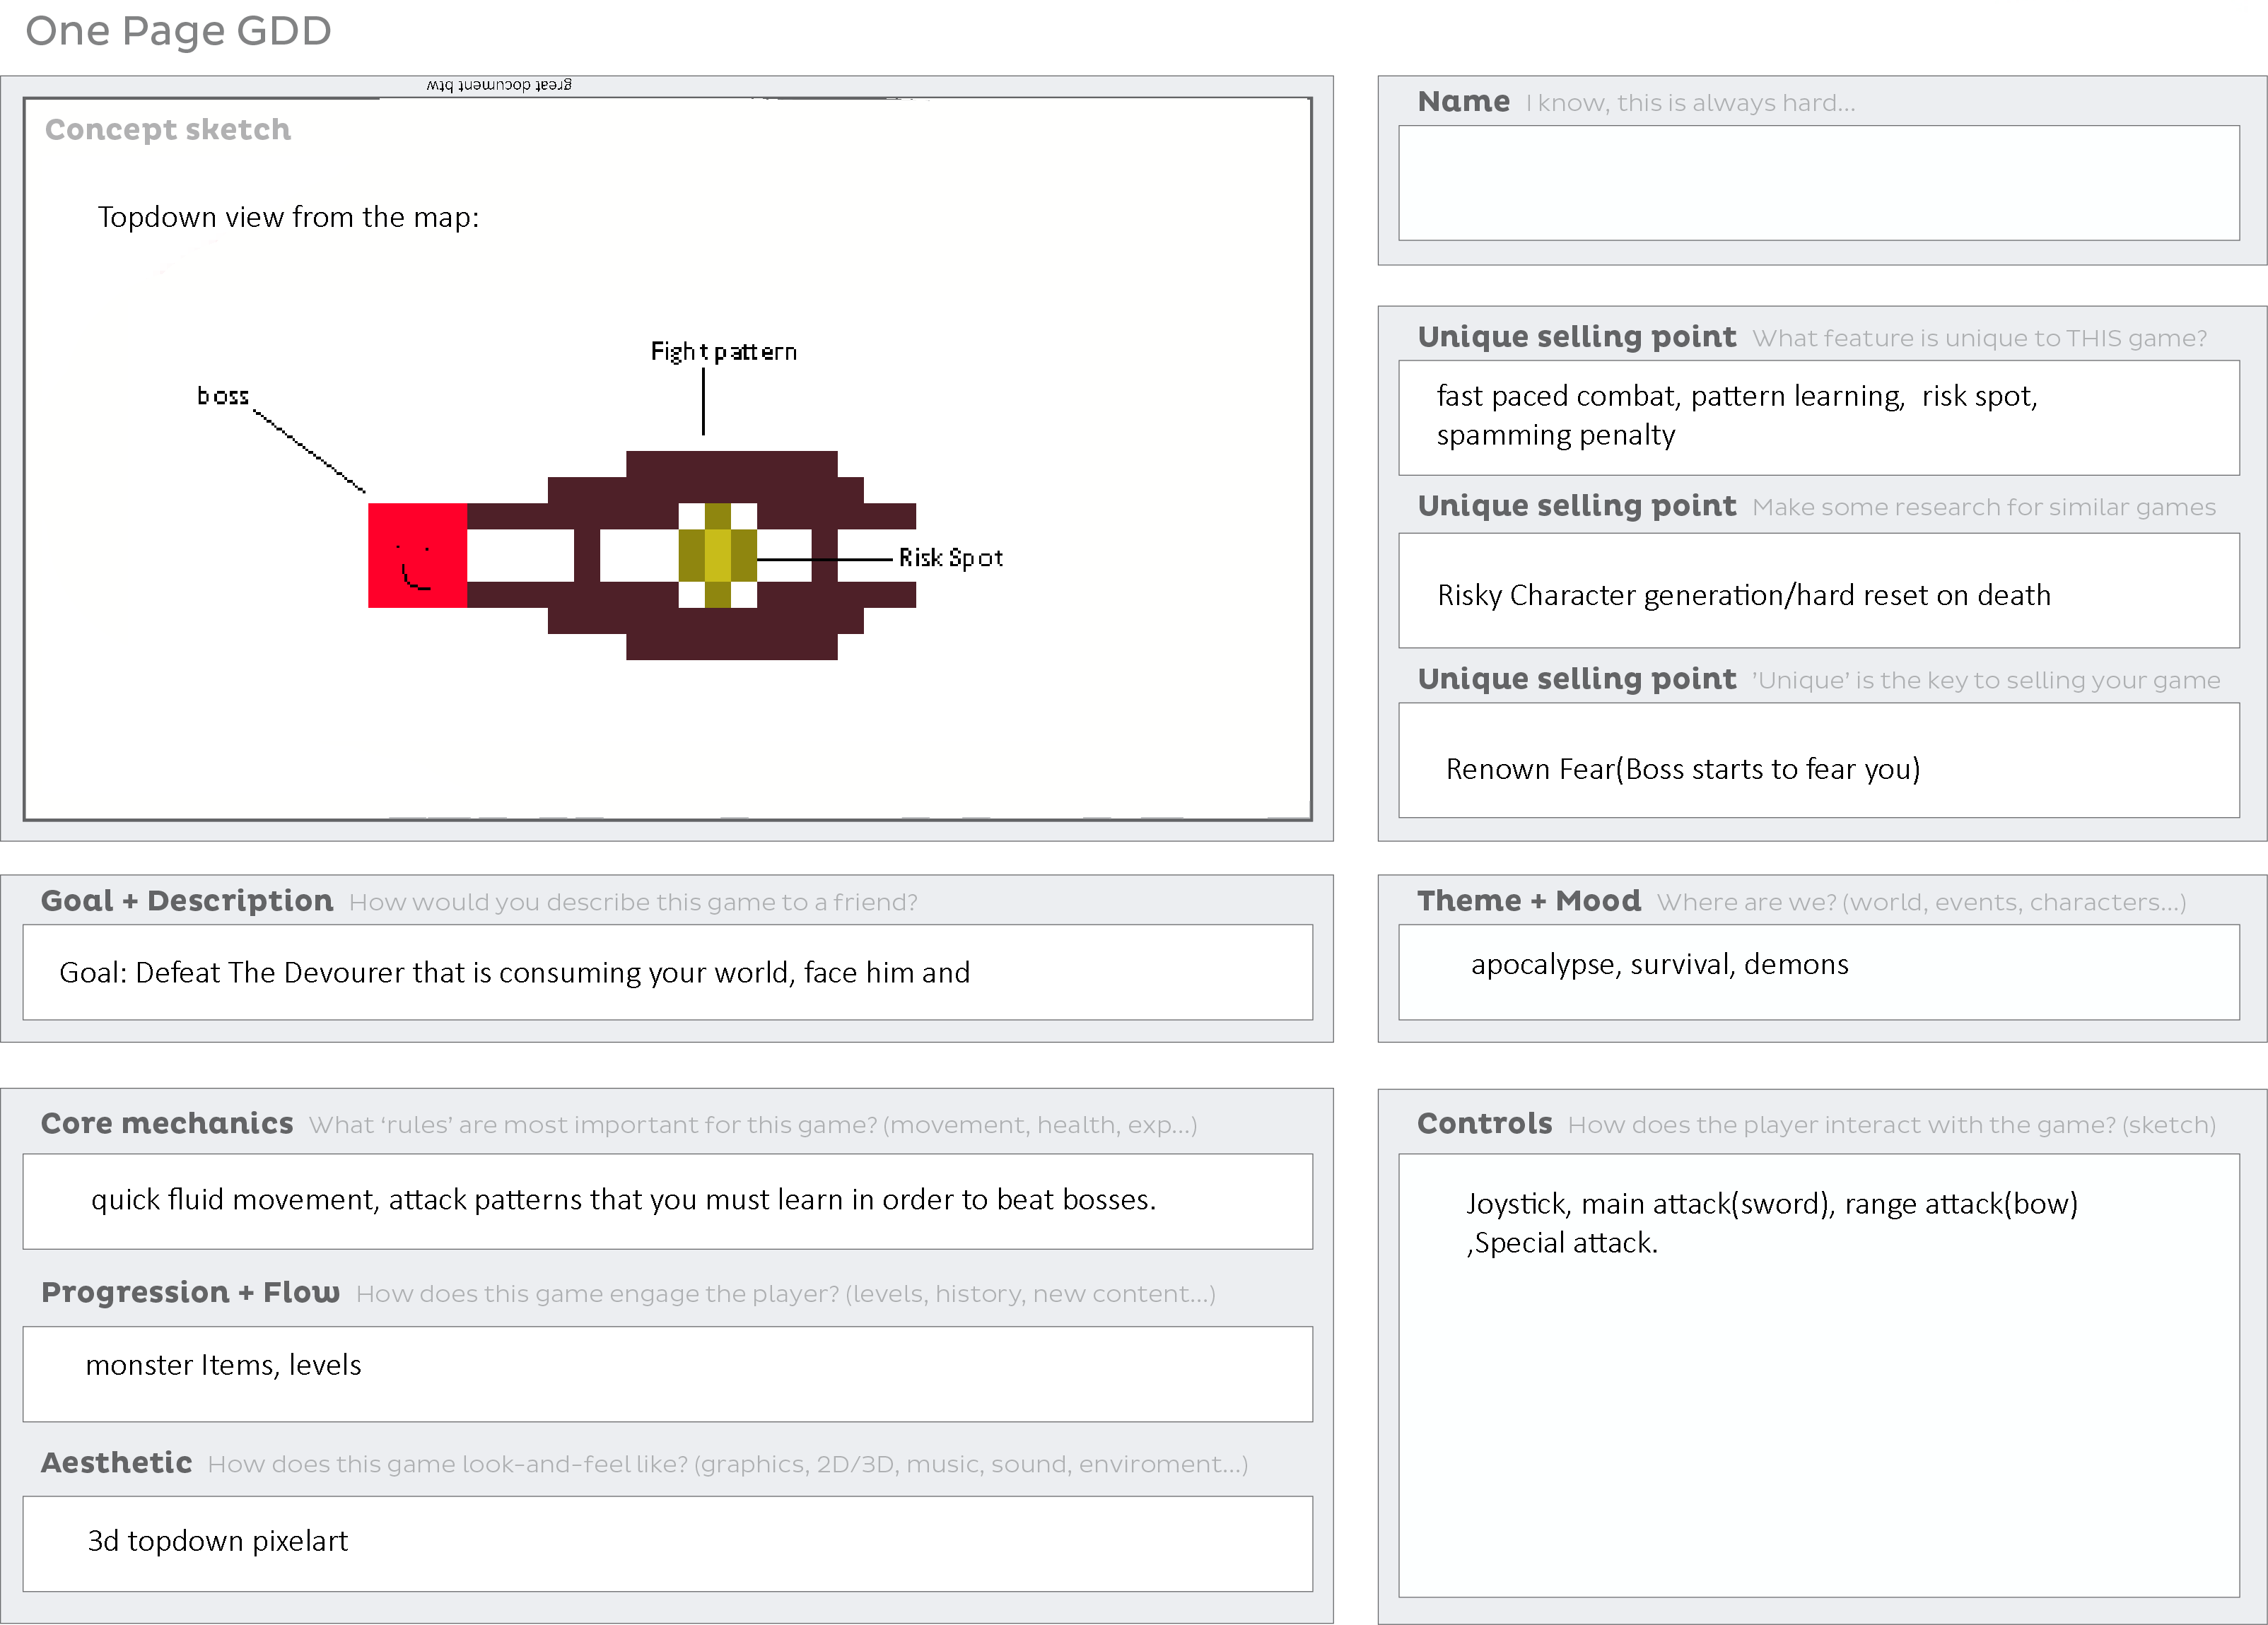 One Page GDD
great document btw
Concept sketch
Topdown view from the map:
Fight pattern
boss
Risk Spot
Name I know, this is always hard...
Unique selling point What feature is unique to THIS game?
fast paced combat, pattern learning,  risk spot,
spamming penalty
Unique selling point Make some research for similar games
Risky Character generation/hard reset on death
Unique selling point 'Unique' is the key to selling your game
Renown Fear(Boss starts to fear you)
Goal + Description How would you describe this game to a friend?
Goal: Defeat The Devourer that is consuming your world, face him and
Theme + Mood Where are we? (world, events, characters...)
apocalypse, survival, demons
Core mechanics What ‘rules’ are most important for this game? (movement, health, exp...)
quick fluid movement, attack patterns that you must learn in order to beat bosses.
Progression + Flow How does this game engage the player? (levels, history, new content...)
monster Items, levels
Aesthetic How does this game look-and-feel like? (graphics, 2D/3D, music, sound, enviroment...)
3d topdown pixelart
Controls How does the player interact with the game? (sketch)
Joystick, main attack(sword), range attack(bow)
,Special attack.